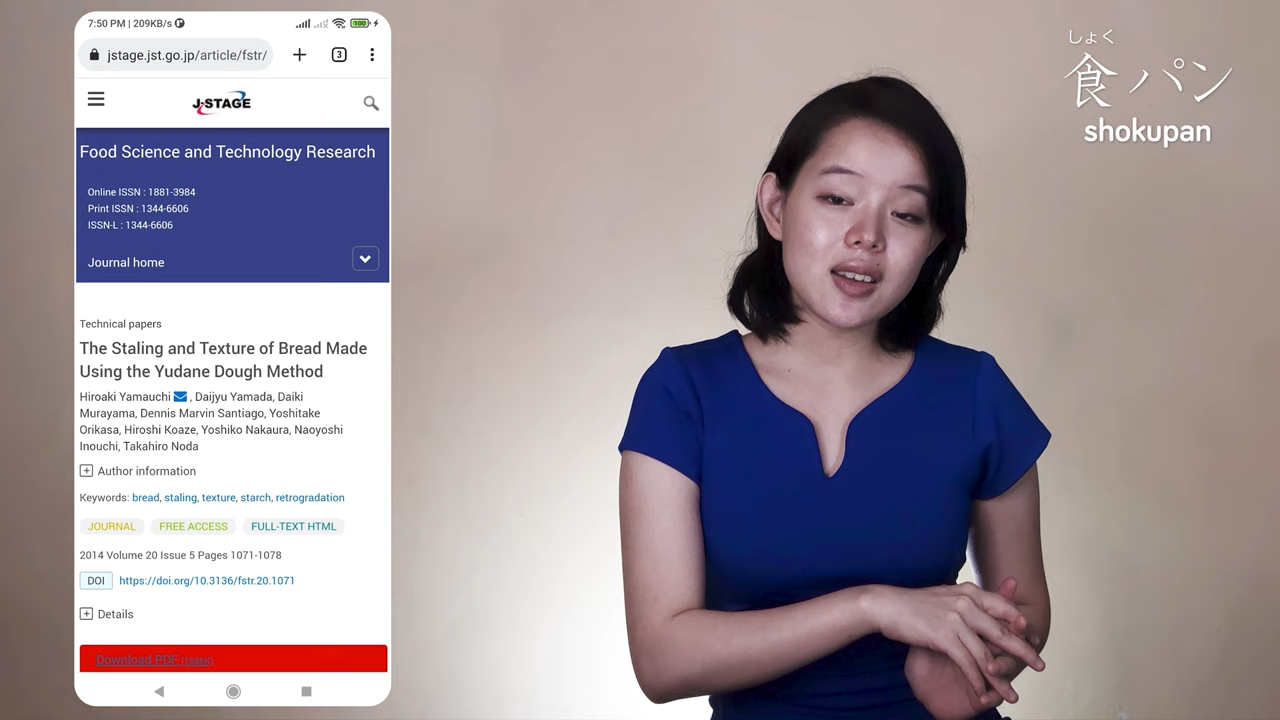 7:50 PM | 209KB/s
100
jstage.jst.go.jp/article/fstr/
3
J-STAGE
Food Science and Technology Research
Online ISSN : 1881-3984
Print ISSN : 1344-6606
ISSN-L : 1344-6606
Journal home
Technical papers
The Staling and Texture of Bread Made
Using the Yudane Dough Method
Hiroaki Yamauchi , Daijyu Yamada, Daiki
Murayama, Dennis Marvin Santiago, Yoshitake
Orikasa, Hiroshi Koaze, Yoshiko Nakaura, Naoyoshi
Inouchi, Takahiro Noda
Author information
Keywords: bread, staling, texture, starch, retrogradation
JOURNAL FREE ACCESS FULL-TEXT HTML
2014 Volume 20 Issue 5 Pages 1071-1078
DOI https://doi.org/10.3136/fstr.20.1071
Details
Download PDF (1686K)
しょく
食パン
shokupan